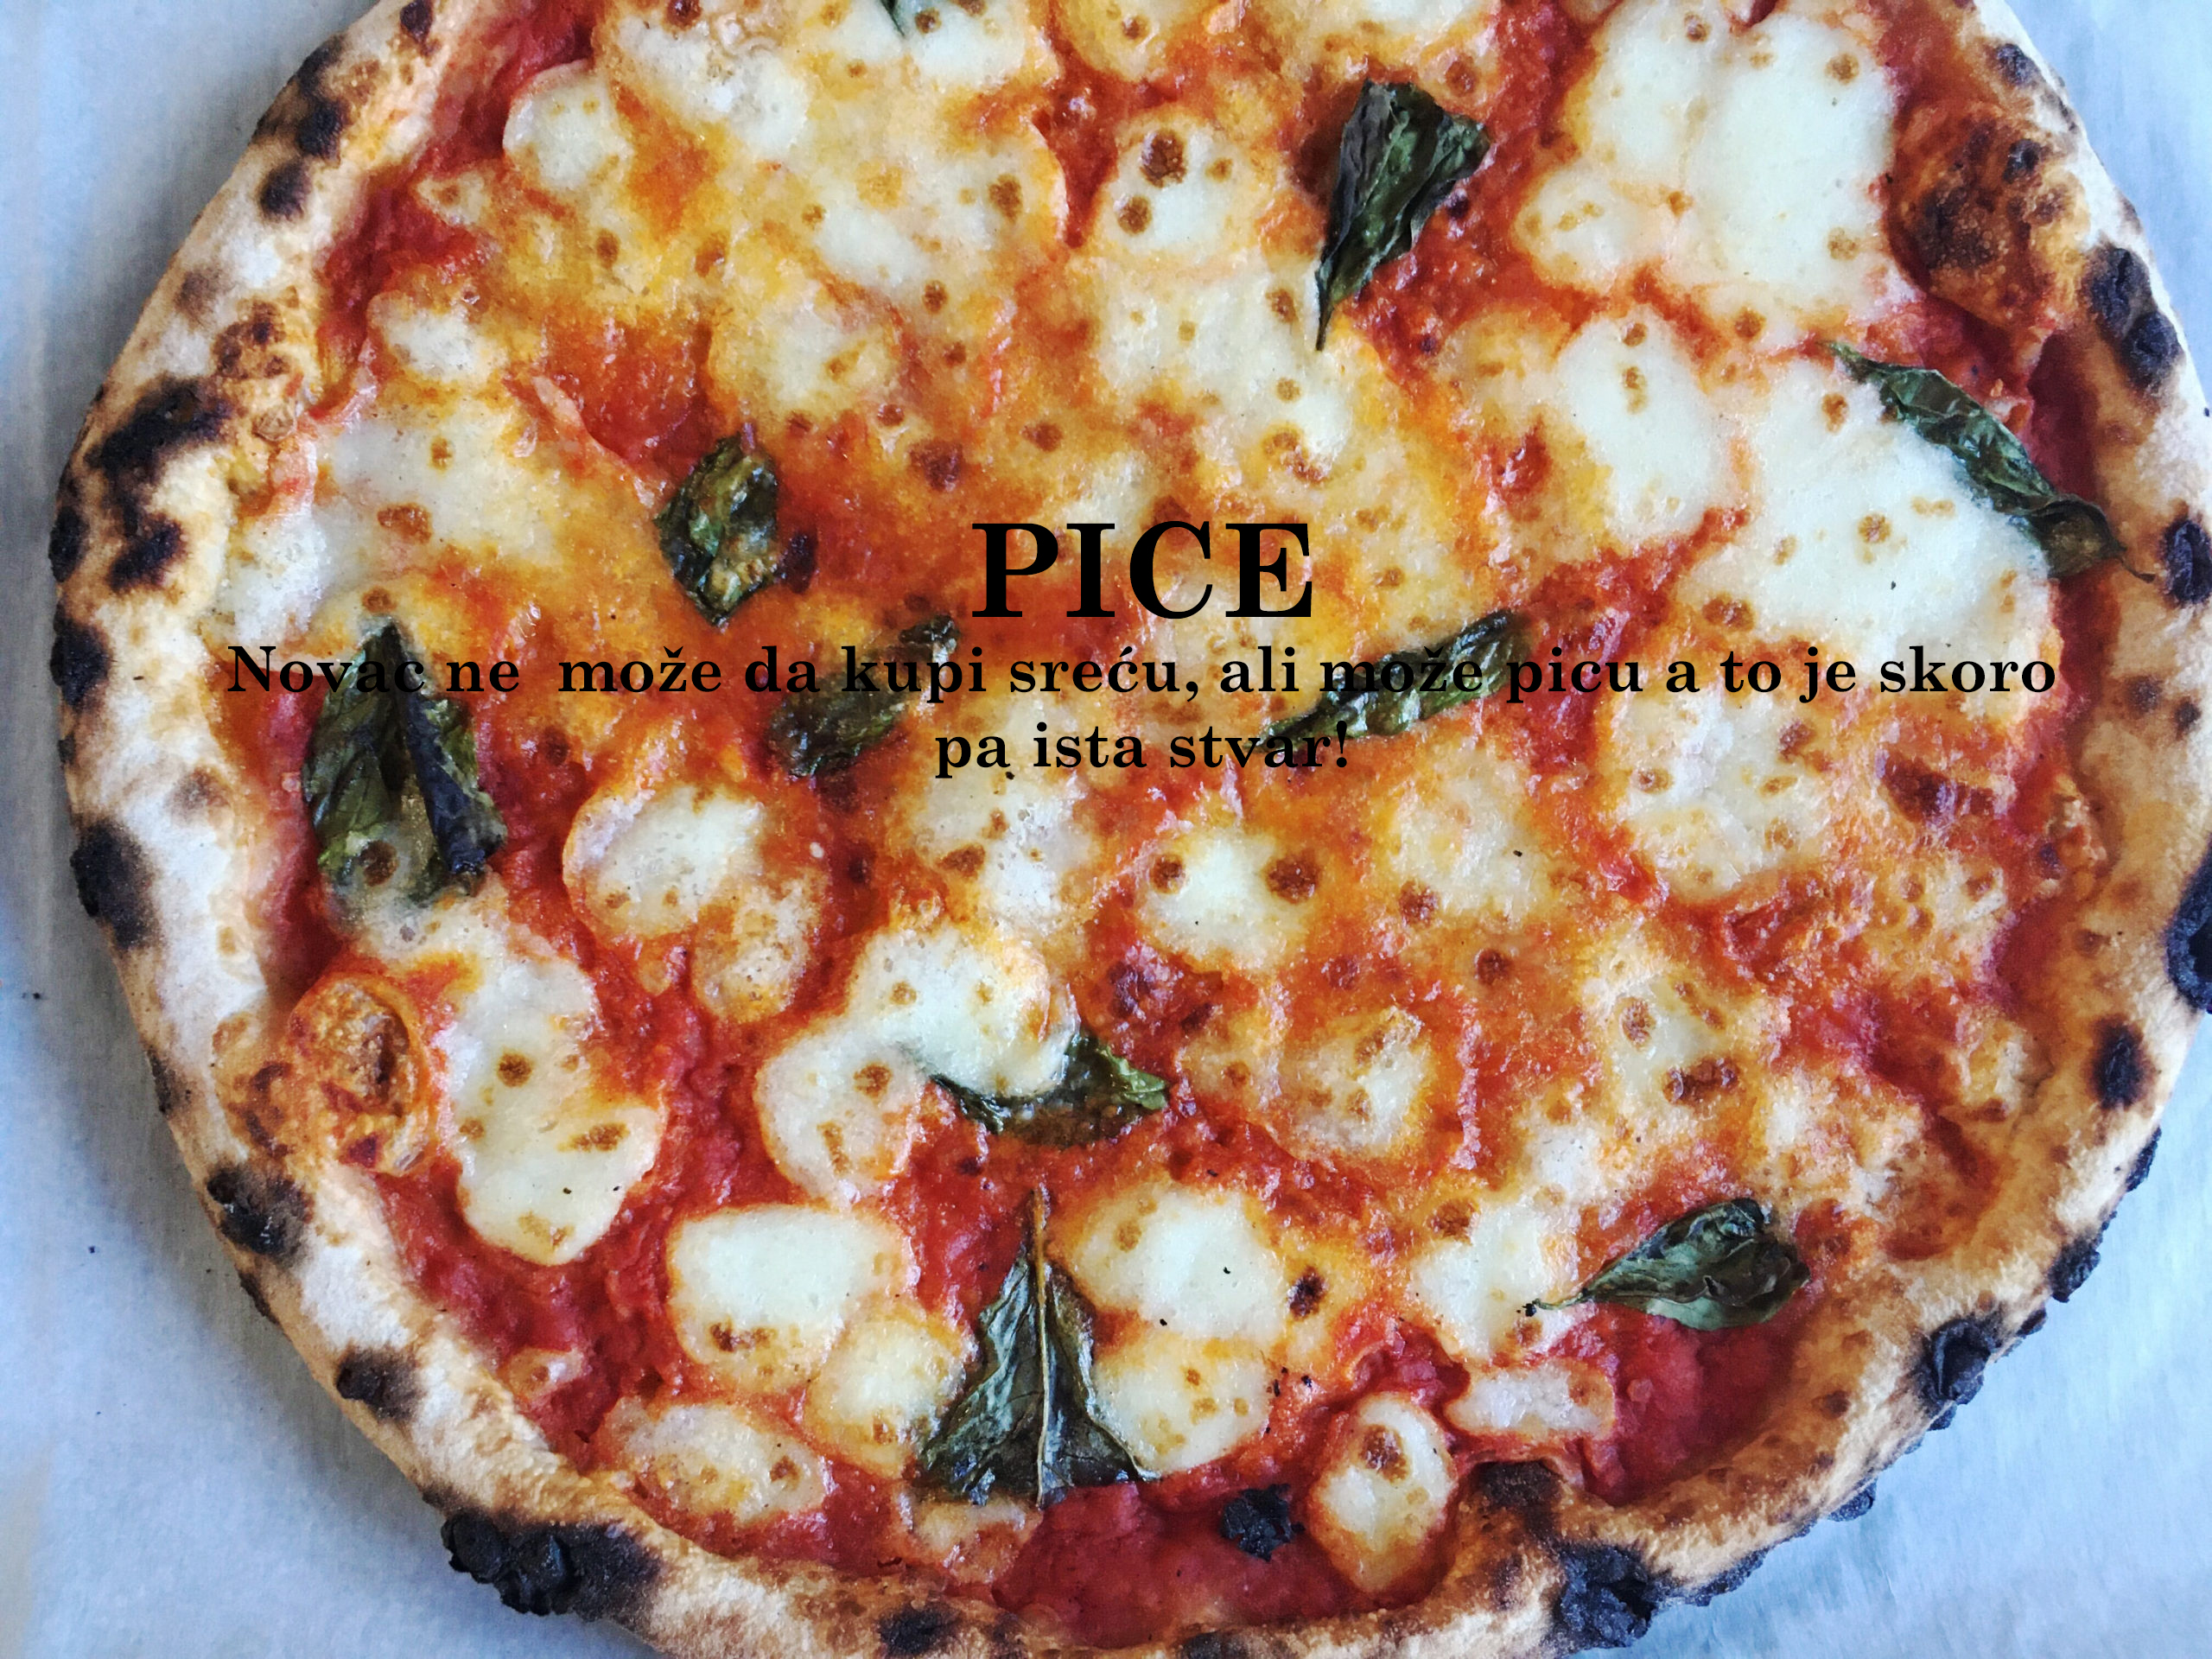 PICE
Novac ne  može da kupi sreću, ali može picu a to je skoro
pa ista stvar!